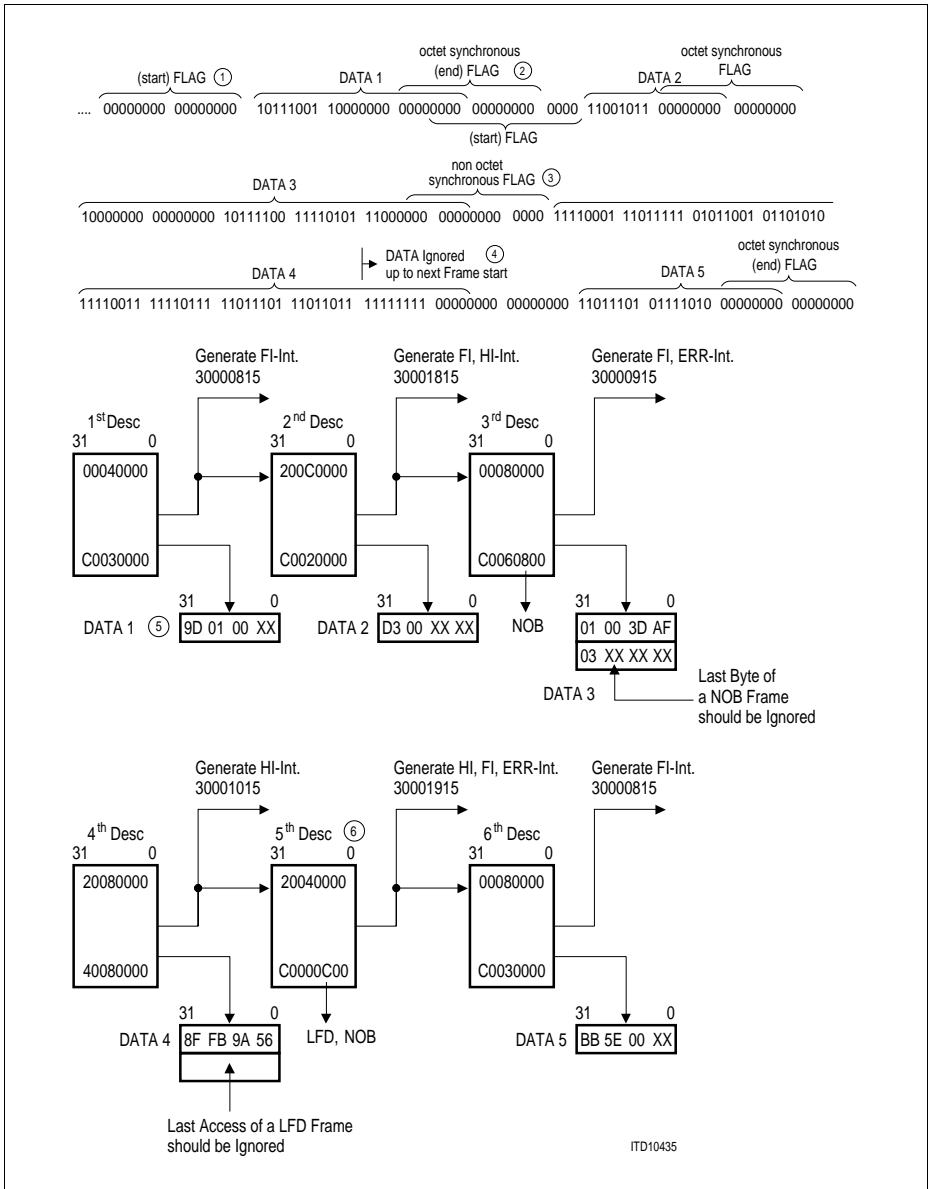 octet synchronous
(end) FLAG ②
octet synchronous
FLAG
(start) FLAG ①
DATA 1
DATA 2
.... 00000000 00000000 10111001 10000000 00000000 00000000 0000 11001011 00000000 00000000
(start) FLAG
DATA 3
non octet
synchronous FLAG ③
10000000 00000000 10111100 11110101 11000000 00000000 0000 11110001 11011111 01011001 01101010
DATA 4
DATA Ignored ④
up to next Frame start
DATA 5
octet synchronous
(end) FLAG
11110011 11110111 11011101 11011011 11111111 00000000 00000000 11011101 01111010 00000000 00000000
Generate FI-Int.
30000815
Generate FI, HI-Int.
30001815
Generate FI, ERR-Int.
30000915
1st Desc
31 0
00040000
C0030000
2nd Desc
31 0
200C0000
C0020000
3rd Desc
31 0
00080000
C0060800
DATA 1 ⑤
31 0
9D 01 00 XX
DATA 2
31 0
D3 00 XX XX
NOB
31 0
01 00 3D AF
03 XX XX XX
DATA 3
Last Byte of
a NOB Frame
should be Ignored
Generate HI-Int.
30001015
Generate HI, FI, ERR-Int.
30001915
Generate FI-Int.
30000815
4th Desc
31 0
20080000
40080000
5th Desc ⑥
31 0
20040000
C0000C00
6th Desc
31 0
00080000
C0030000
DATA 4
31 0
8F FB 9A 56
LFD, NOB
DATA 5
31 0
BB 5E 00 XX
Last Access of a LFD Frame
should be Ignored
ITD10435